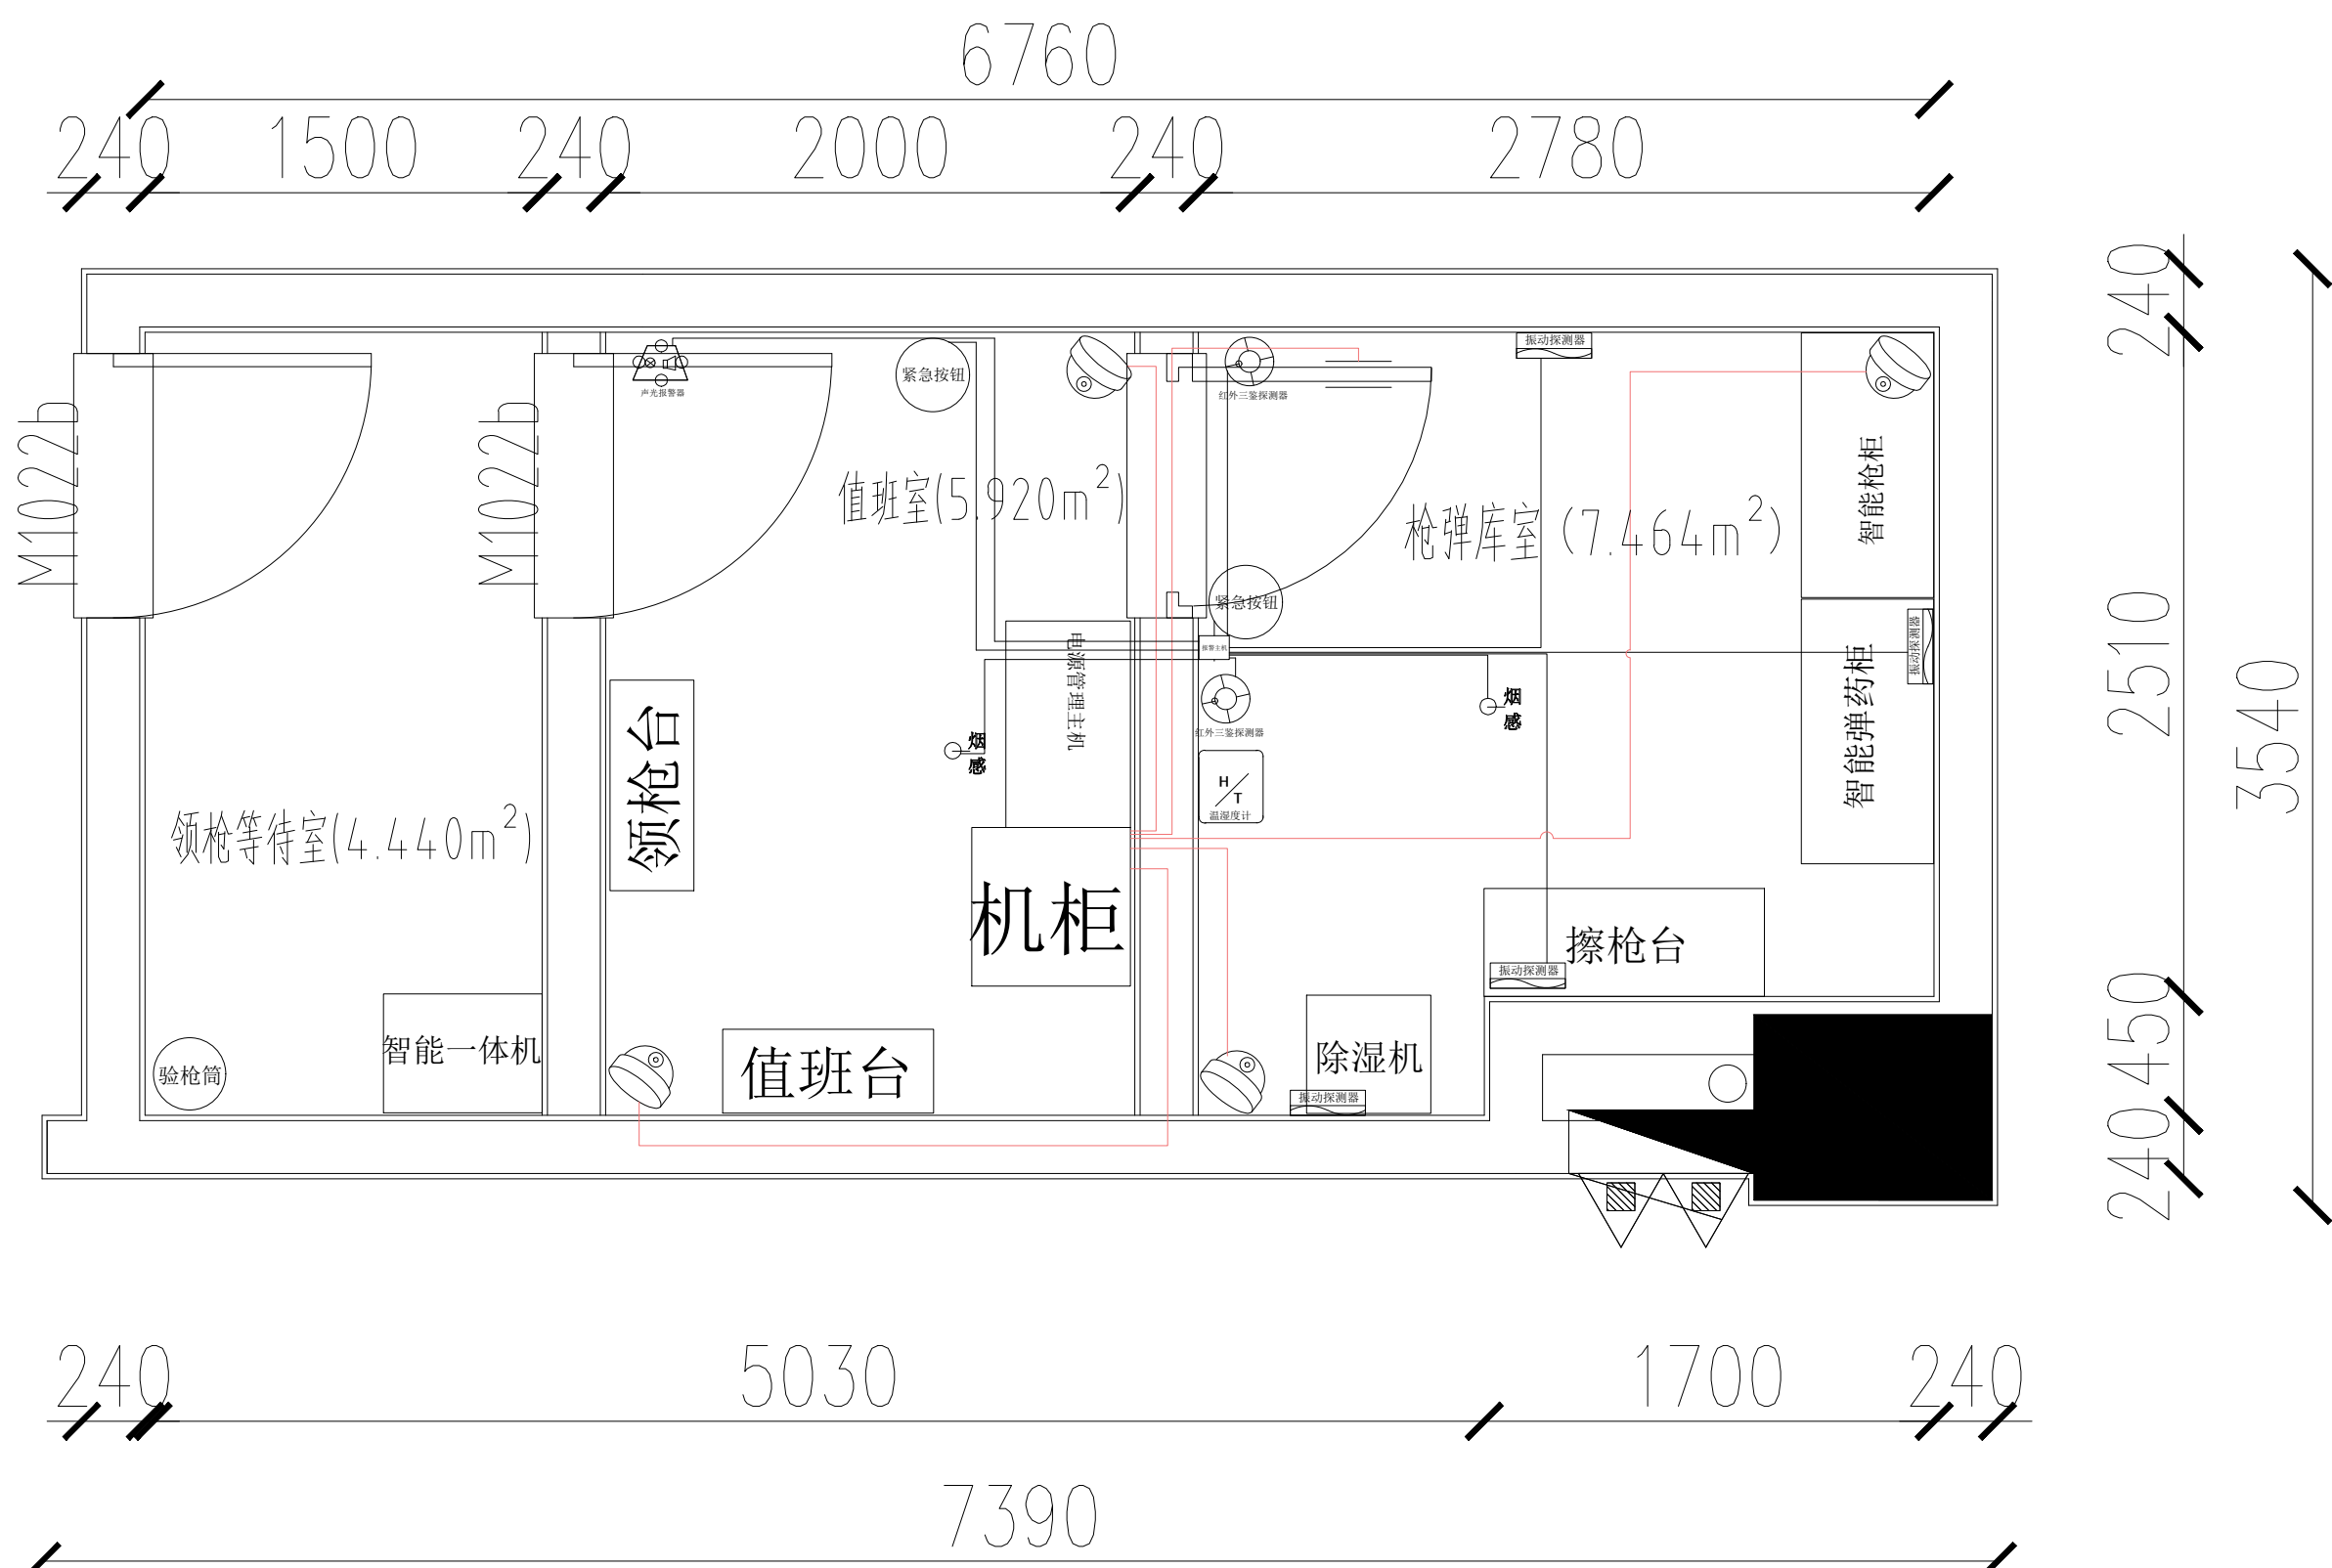 6760
240
1500
240
2000
240
2780
240
2510
450
240
3540
M1022b
M1022b
声光报警器
紧急按钮
红外三鉴探测器
振动探测器
值班室(5.920m²)
枪弹库室 (7.464m²)
智能枪柜
紧急按钮
报警主机
电源管理主机
振动探测器
智能弹药柜
烟感
烟感
红外三鉴探测器
H/T
温湿度计
领枪台
领枪等待室(4.440m²)
机柜
擦枪台
振动探测器
智能一体机
验枪筒
值班台
除湿机
振动探测器
240
5030
1700
240
7390